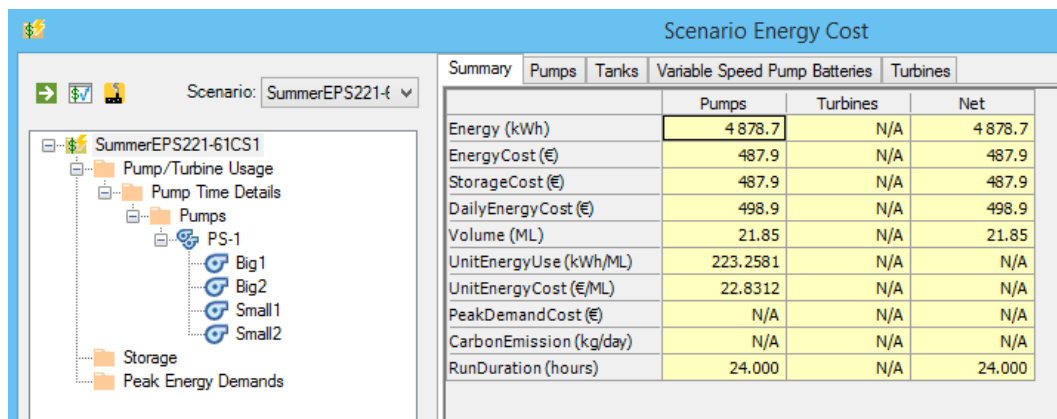 Scenario Energy Cost
Scenario: SummerEPS221-6
SummerEPS221-61CS1
Pump/Turbine Usage
Pump Time Details
Pumps
PS-1
Big1
Big2
Small1
Small2
Storage
Peak Energy Demands
Summary Pumps Tanks Variable Speed Pump Batteries Turbines
Pumps Turbines Net
Energy (kWh) 4 878.7 N/A 4 878.7
EnergyCost (€) 487.9 N/A 487.9
StorageCost (€) 487.9 N/A 487.9
DailyEnergyCost (€) 498.9 N/A 498.9
Volume (ML) 21.85 N/A 21.85
UnitEnergyUse (kWh/ML) 223.2581 N/A N/A
UnitEnergyCost (€/ML) 22.8312 N/A N/A
PeakDemandCost (€) N/A N/A N/A
CarbonEmission (kg/day) N/A N/A N/A
RunDuration (hours) 24.000 N/A 24.000